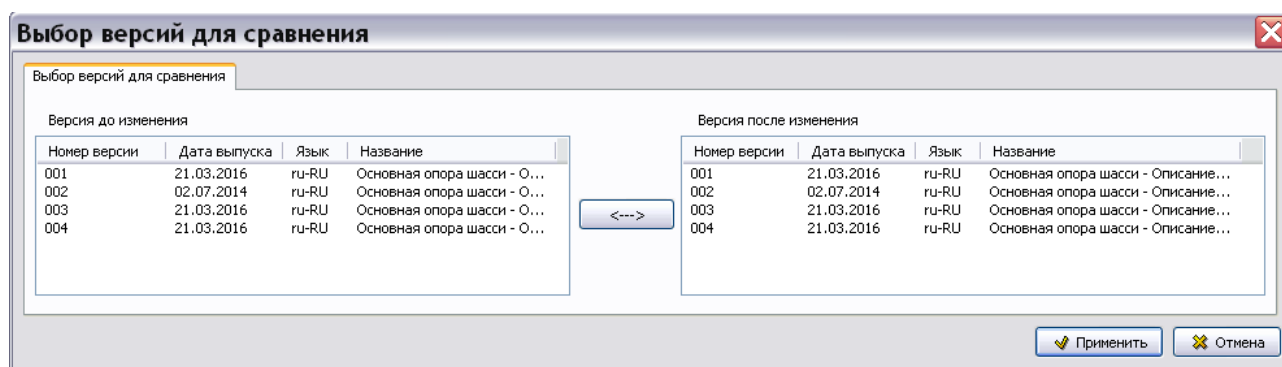 Выбор версий для сравнения
Выбор версий для сравнения
Версия до изменения
Номер версии Дата выпуска Язык Название
001 21.03.2016 ru-RU Основная опора шасси - О...
002 02.07.2014 ru-RU Основная опора шасси - О...
003 21.03.2016 ru-RU Основная опора шасси - О...
004 21.03.2016 ru-RU Основная опора шасси - О...
<--->
Версия после изменения
Номер версии Дата выпуска Язык Название
001 21.03.2016 ru-RU Основная опора шасси - Описание...
002 02.07.2014 ru-RU Основная опора шасси - Описание...
003 21.03.2016 ru-RU Основная опора шасси - Описание...
004 21.03.2016 ru-RU Основная опора шасси - Описание...
Применить Отмена